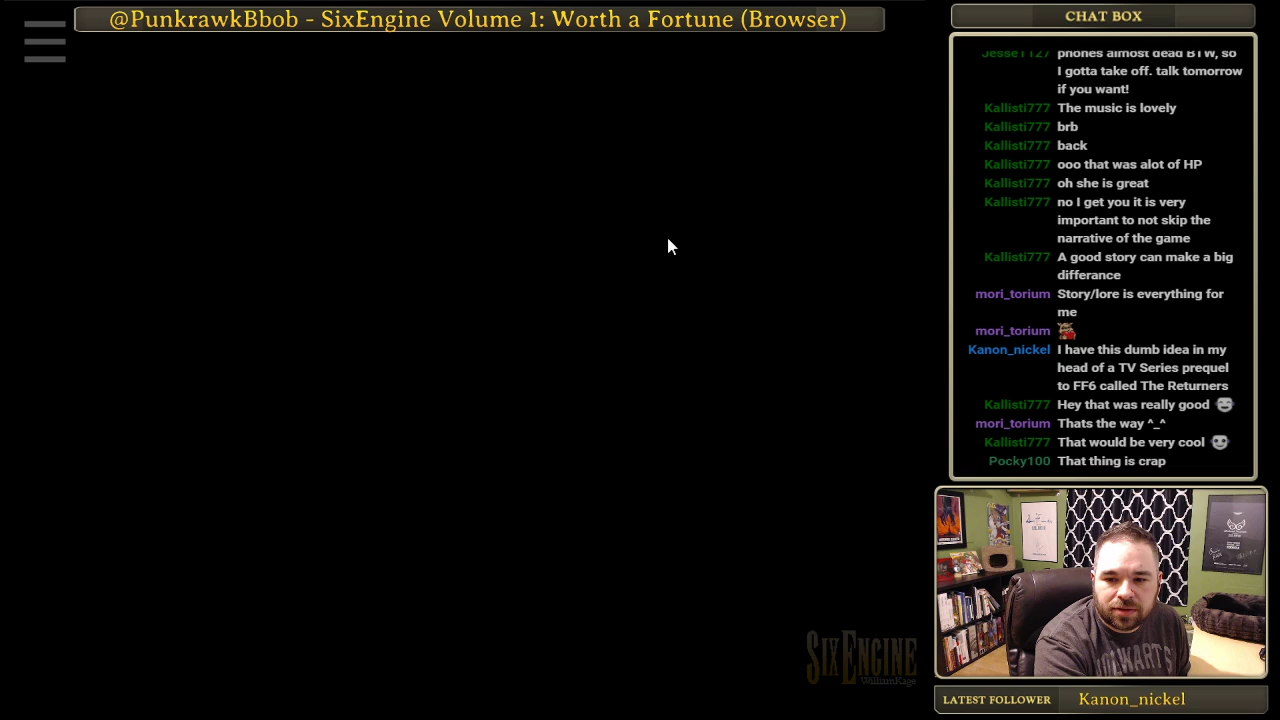 @PunkrawkBbob - SixEngine Volume 1: Worth a Fortune (Browser)
CHAT BOX
Jesse1127 phones almost dead BTW, so
I gotta take off. talk tomorrow
if you want!
Kallisti777 The music is lovely
Kallisti777 brb
Kallisti777 back
Kallisti777 ooo that was alot of HP
Kallisti777 oh she is great
Kallisti777 no I get you it is very
important to not skip the
narrative of the game
Kallisti777 A good story can make a big
differance
mori_torium Story/lore is everything for
me
mori_torium
Kanon_nickel I have this dumb idea in my
head of a TV Series prequel
to FF6 called The Returners
Kallisti777 Hey that was really good
mori_torium Thats the way ^_^
Kallisti777 That would be very cool
Pocky100 That thing is crap
HOGWARTS
SIXENGINE
WilliamKage
LATEST FOLLOWER Kanon_nickel